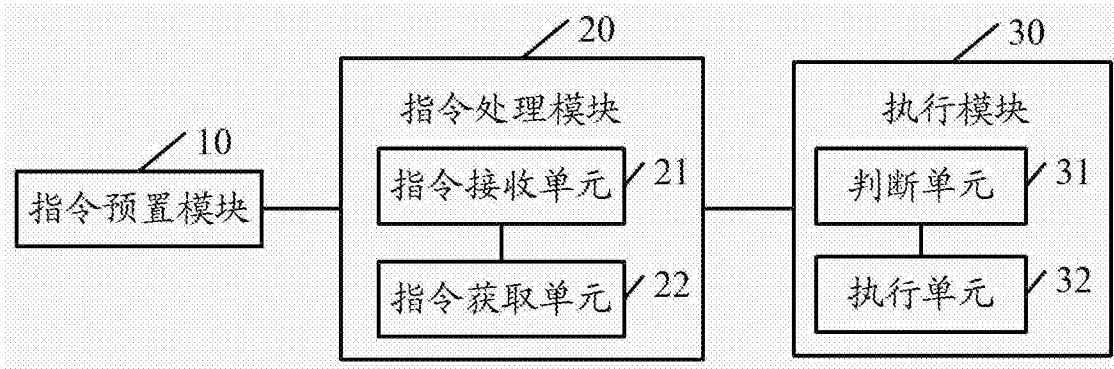 10
指令预置模块
20
指令处理模块
指令接收单元
21
指令获取单元
22
30
执行模块
判断单元
31
执行单元
32